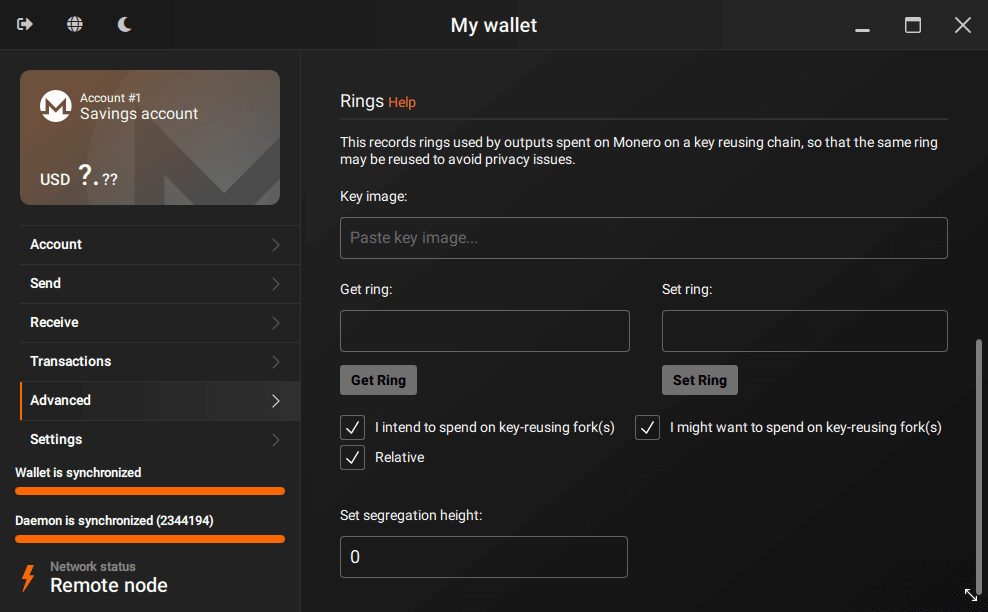 My wallet
Account #1
Savings account
USD ?.??
Account
Send
Receive
Transactions
Advanced
Settings
Wallet is synchronized
Daemon is synchronized (2344194)
Network status
Remote node
Rings Help
This records rings used by outputs spent on Monero on a key reusing chain, so that the same ring
may be reused to avoid privacy issues.
Key image:
Paste key image...
Get ring:
Set ring:
Get Ring
Set Ring
I intend to spend on key-reusing fork(s)
I might want to spend on key-reusing fork(s)
Relative
Set segregation height:
0